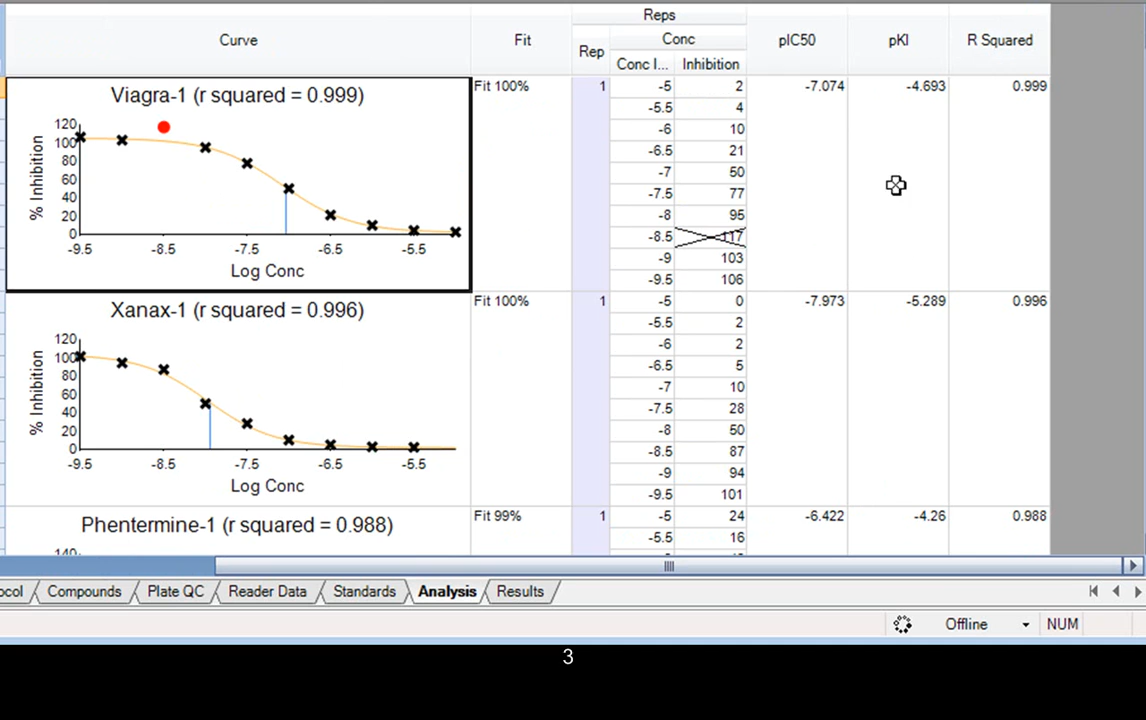 Reps
Curve Fit Rep Conc pIC50 pKI R Squared
Conc I... Inhibition
Viagra-1 (r squared = 0.999)
% Inhibition
120
100
80
60
40
20
0
-9.5 -8.5 -7.5 -6.5 -5.5
Log Conc
Fit 100% 1 -5 2 -7.074 -4.693 0.999
-5.5 4
-6 10
-6.5 21
-7 50
-7.5 77
-8 95
-8.5 117
-9 103
-9.5 106
Xanax-1 (r squared = 0.996)
% Inhibition
120
100
80
60
40
20
0
-9.5 -8.5 -7.5 -6.5 -5.5
Log Conc
Fit 100% 1 -5 0 -7.973 -5.289 0.996
-5.5 2
-6 2
-6.5 5
-7 10
-7.5 28
-8 50
-8.5 87
-9 94
-9.5 101
Phentermine-1 (r squared = 0.988)
140
Fit 99% 1 -5 24 -6.422 -4.26 0.988
-5.5 16
ocol Compounds Plate QC Reader Data Standards Analysis Results
Offline NUM
3